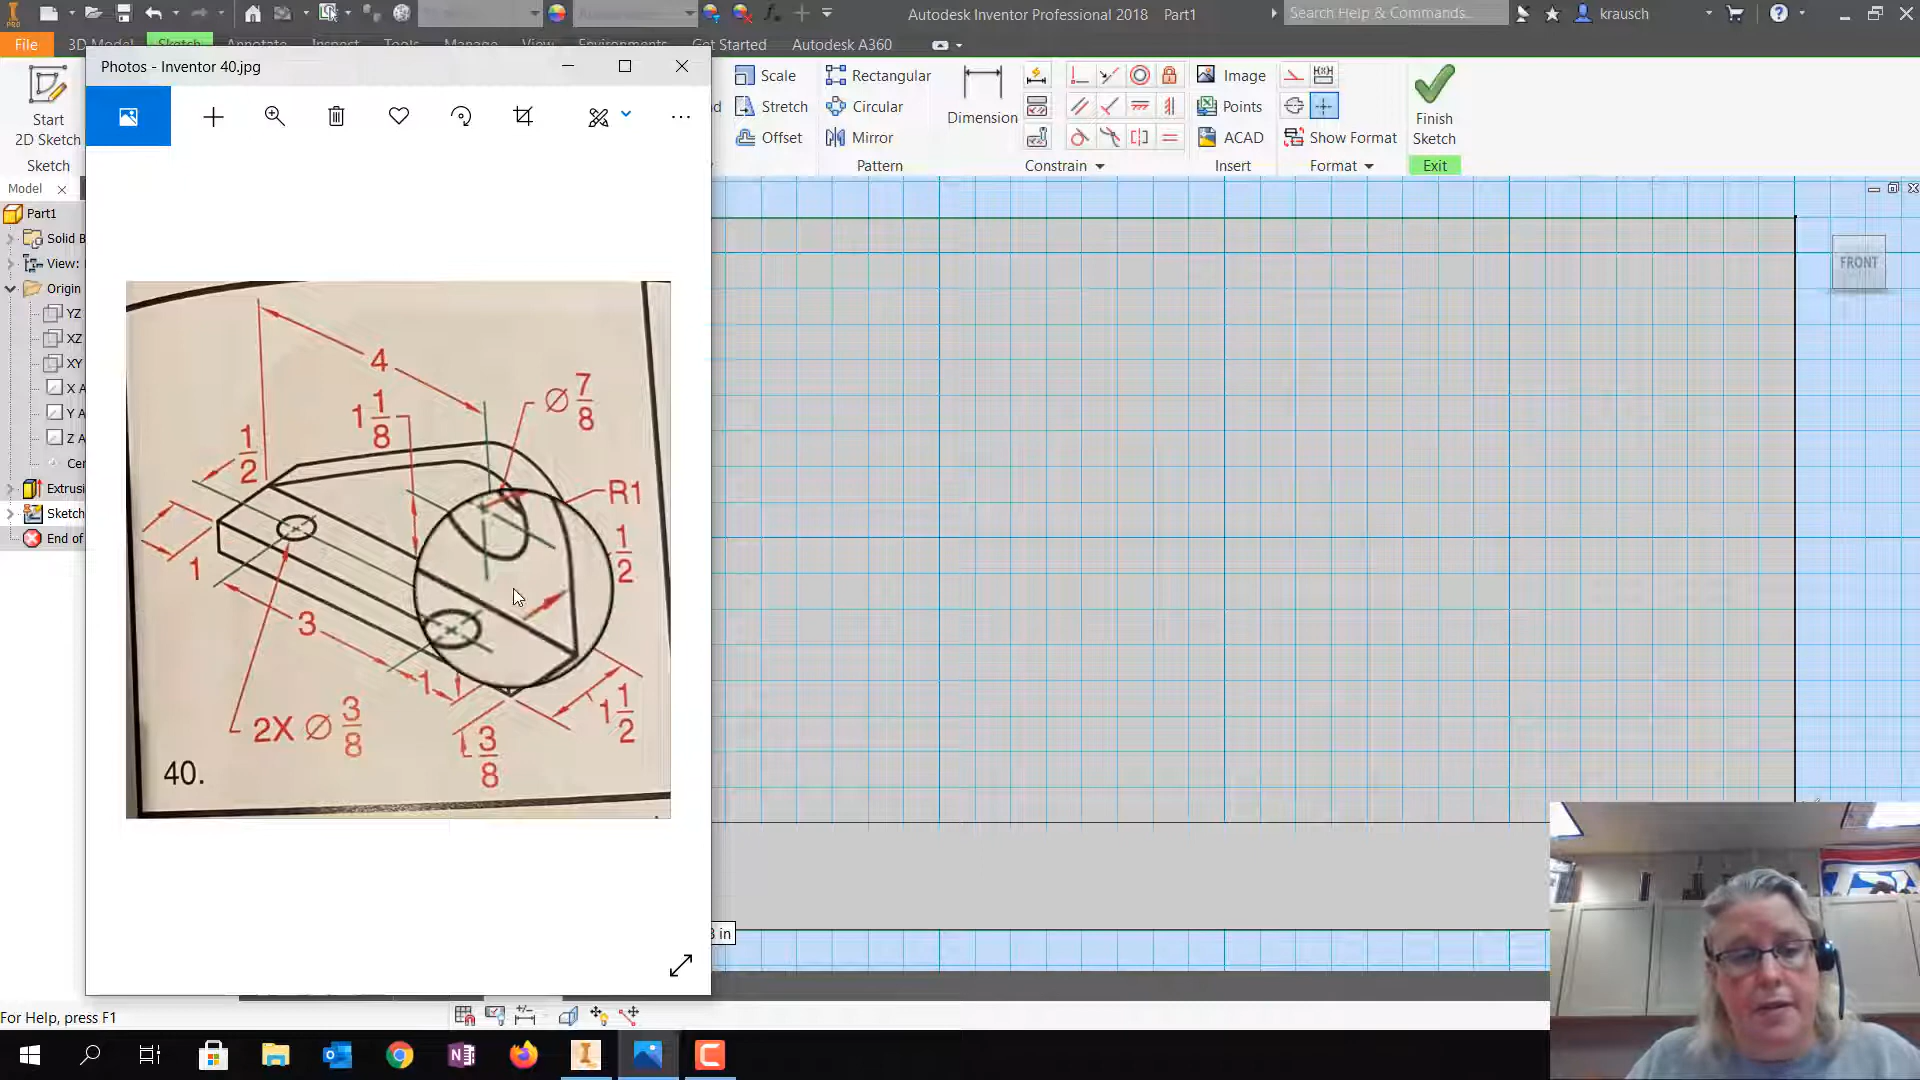 PRO
Autodesk Inventor Professional 2018 Part1
Search Help & Commands...
krausch
File 3D Model Sketch Annotate Inspect Tools Manage View Environments Get Started Autodesk A360
Photos - Inventor 40.jpg
Start
2D Sketch
Sketch
Scale
Stretch
Offset
Rectangular
Circular
Mirror
Pattern
Dimension
Constrain
Image
Points
ACAD
Insert
Show Format
Format
Finish
Sketch
Exit
Model
Part1
Solid B
View:
Origin
YZ
XZ
XY
X A
Y A
Z A
Cen
Extrusi
Sketch
End of
FRONT
4
1 1/8
Ø 7/8
1/2
R1
1/2
1
3
1
1 1/2
2X Ø 3/8
3/8
40.
3 in
For Help, press F1